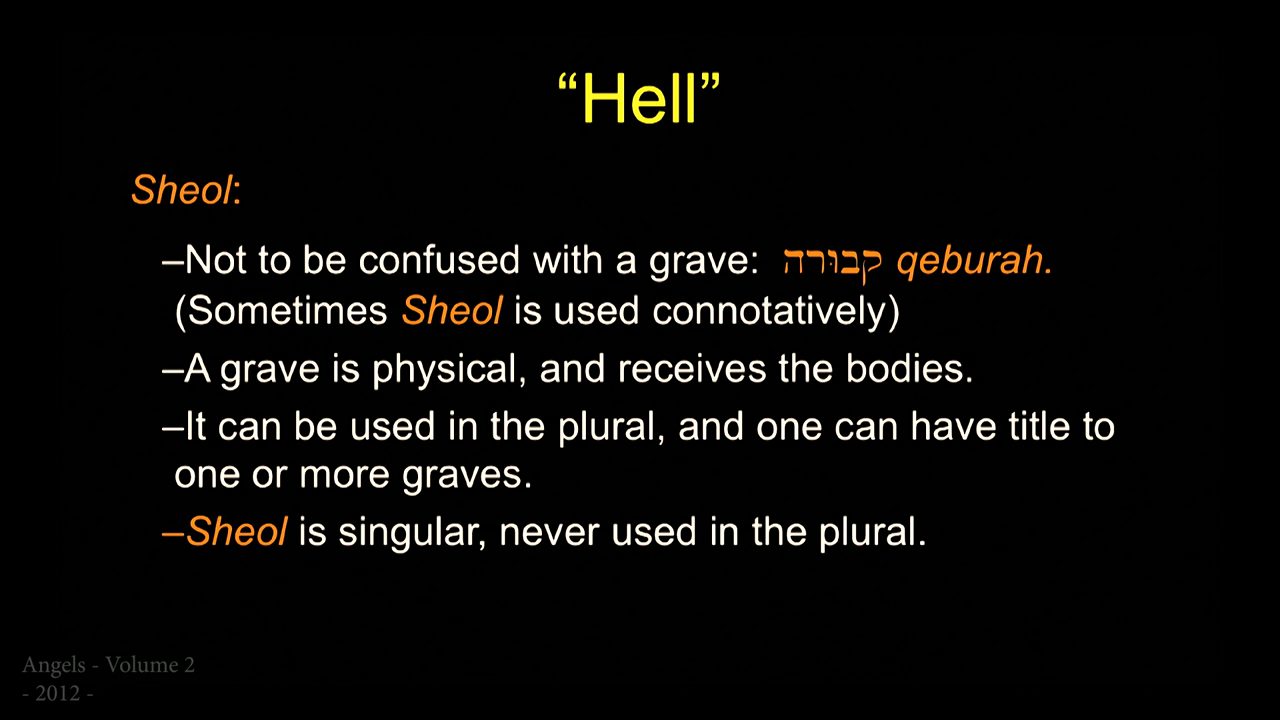 “Hell”
Sheol:
–Not to be confused with a grave: קבוּרה qeburah.
(Sometimes Sheol is used connotatively)
–A grave is physical, and receives the bodies.
–It can be used in the plural, and one can have title to
one or more graves.
–Sheol is singular, never used in the plural.
Angels - Volume 2
- 2012 -